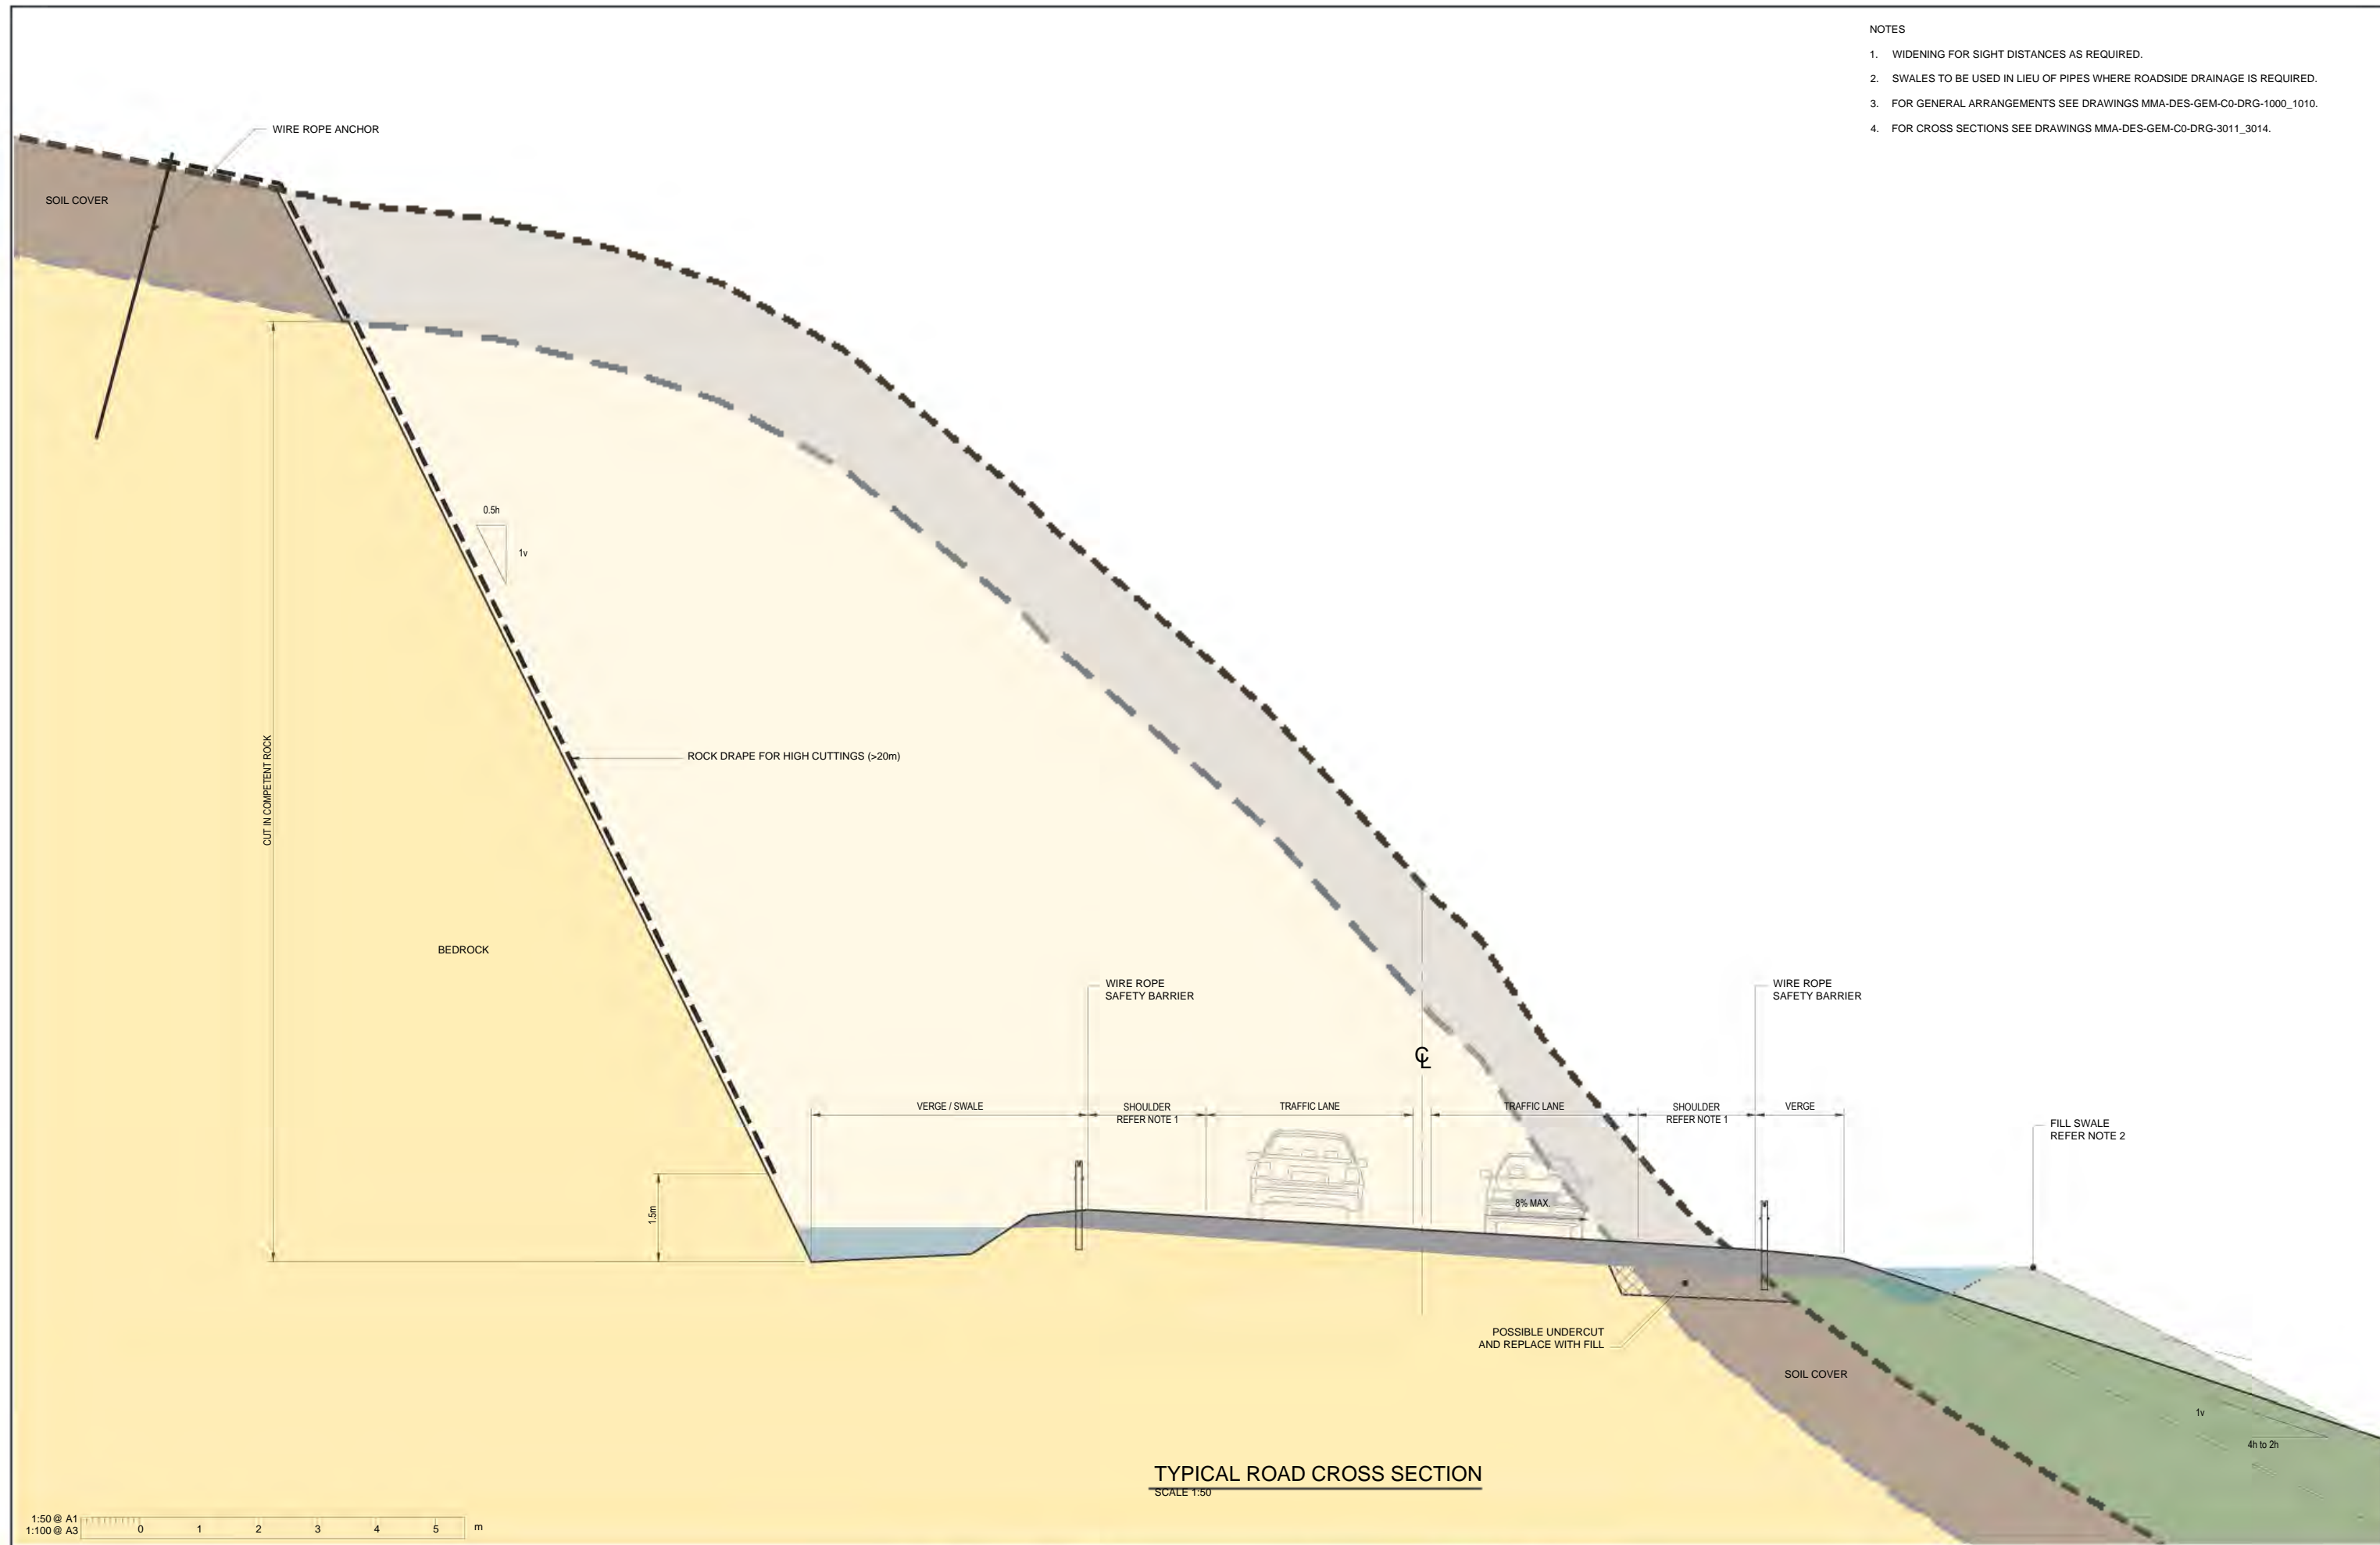 NOTES
1. WIDENING FOR SIGHT DISTANCES AS REQUIRED.
2. SWALES TO BE USED IN LIEU OF PIPES WHERE ROADSIDE DRAINAGE IS REQUIRED.
3. FOR GENERAL ARRANGEMENTS SEE DRAWINGS MMA-DES-GEM-C0-DRG-1000_1010.
4. FOR CROSS SECTIONS SEE DRAWINGS MMA-DES-GEM-C0-DRG-3011_3014.
WIRE ROPE ANCHOR
SOIL COVER
0.5h
1v
CUT IN COMPETENT ROCK
ROCK DRAPE FOR HIGH CUTTINGS (>20m)
BEDROCK
WIRE ROPE
SAFETY BARRIER
WIRE ROPE
SAFETY BARRIER
CL
VERGE / SWALE
SHOULDER
REFER NOTE 1
TRAFFIC LANE
TRAFFIC LANE
SHOULDER
REFER NOTE 1
VERGE
FILL SWALE
REFER NOTE 2
1.5m
8% MAX.
POSSIBLE UNDERCUT
AND REPLACE WITH FILL
SOIL COVER
1v
4h to 2h
TYPICAL ROAD CROSS SECTION
SCALE 1:50
1:50 @ A1
1:100 @ A3
0 1 2 3 4 5 m